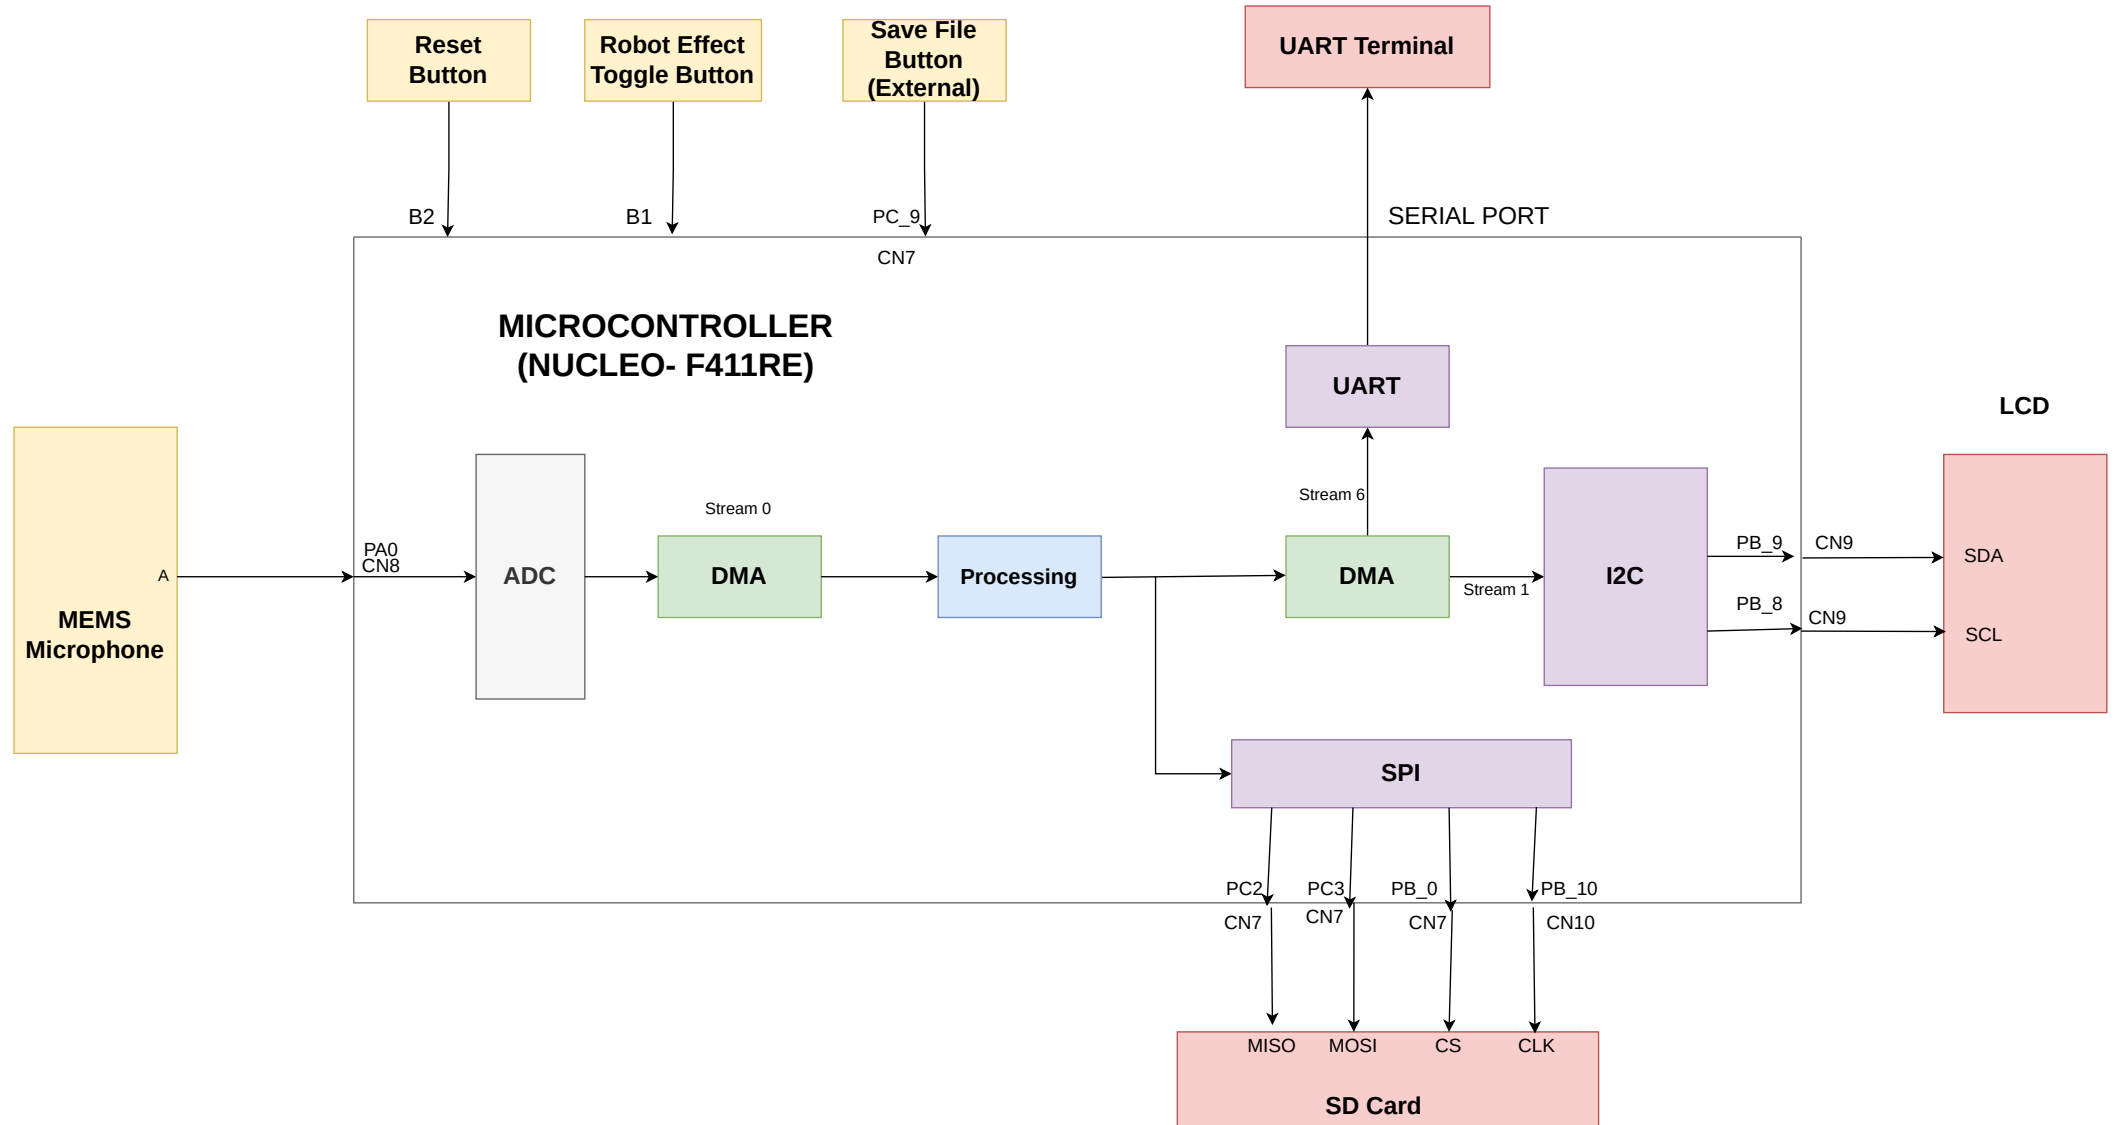 Reset
Button
Robot Effect
Toggle Button
Save File
Button
(External)
UART Terminal
B2
B1
PC_9
SERIAL PORT
CN7
MICROCONTROLLER
(NUCLEO- F411RE)
UART
LCD
Stream 6
Stream 0
PA0
CN8
A
MEMS
Microphone
ADC
DMA
Processing
DMA
Stream 1
I2C
PB_9
CN9
SDA
PB_8
CN9
SCL
SPI
PC2
PC3
PB_0
PB_10
CN7
CN7
CN7
CN10
MISO
MOSI
CS
CLK
SD Card